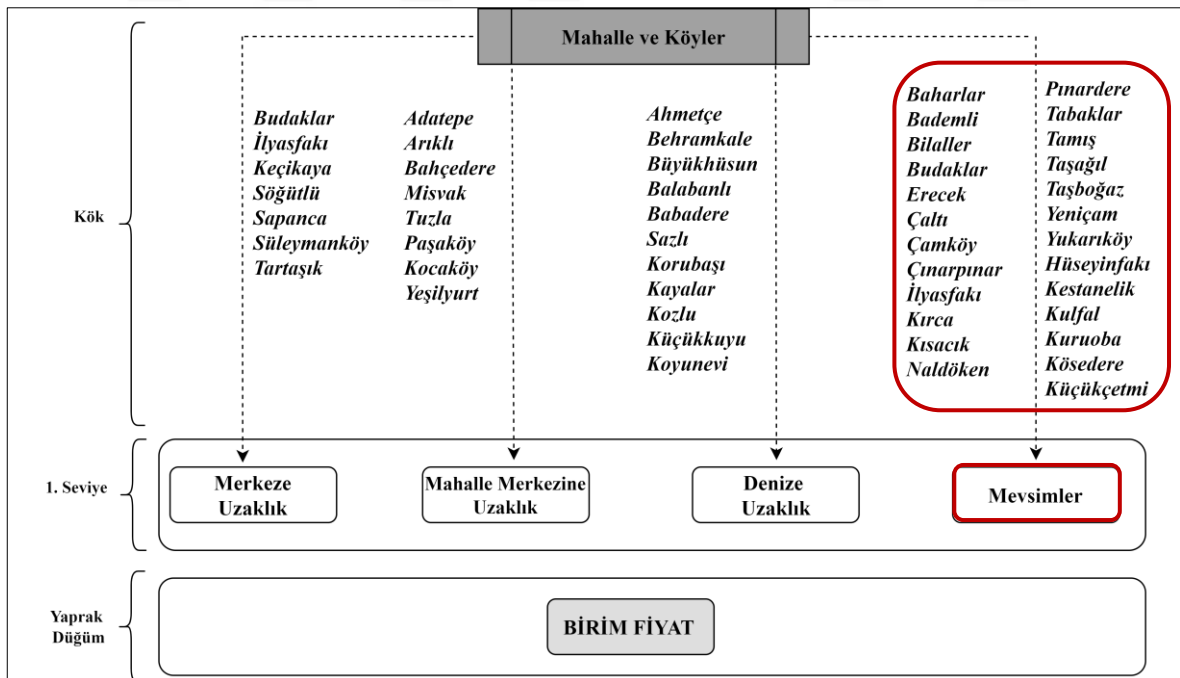 Mahalle ve Köyler
Kök
Budaklar
İlyasfakı
Keçikaya
Söğütlü
Sapanca
Süleymanköy
Tartaşık
Adatepe
Arıklı
Bahçedere
Misvak
Tuzla
Paşaköy
Kocaköy
Yeşilyurt
Ahmetçe
Behramkale
Büyükhüsun
Balabanlı
Babadere
Sazlı
Korubaşı
Kayalar
Kozlu
Küçükkuyu
Koyunevi
Baharlar
Bademli
Bilaller
Budaklar
Erecek
Çaltı
Çamköy
Çınarpınar
İlyasfakı
Kırca
Kısacık
Naldöken
Pınardere
Tabaklar
Tamış
Taşağıl
Taşboğaz
Yeniçam
Yukarıköy
Hüseyinfakı
Kestanelik
Kulfal
Kuruoba
Kösedere
Küçükçetmi
1. Seviye
Merkeze
Uzaklık
Mahalle Merkezine
Uzaklık
Denize
Uzaklık
Mevsimler
Yaprak
Düğüm
BİRİM FİYAT